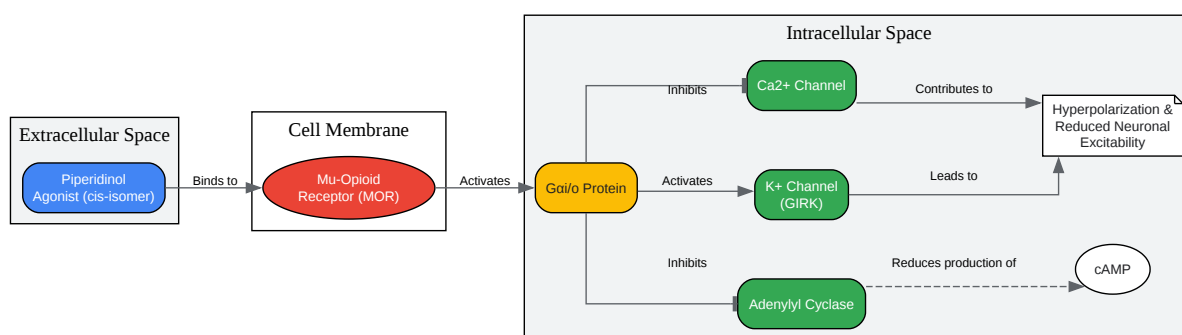 Extracellular Space
Piperidinol
Agonist (cis-isomer)
Binds to
Cell Membrane
Mu-Opioid
Receptor (MOR)
Activates
Intracellular Space
Gαi/o Protein
Inhibits
Ca2+ Channel
Contributes to
Hyperpolarization &
Reduced Neuronal
Excitability
Activates
K+ Channel
(GIRK)
Leads to
Inhibits
Adenylyl Cyclase
Reduces production of
cAMP